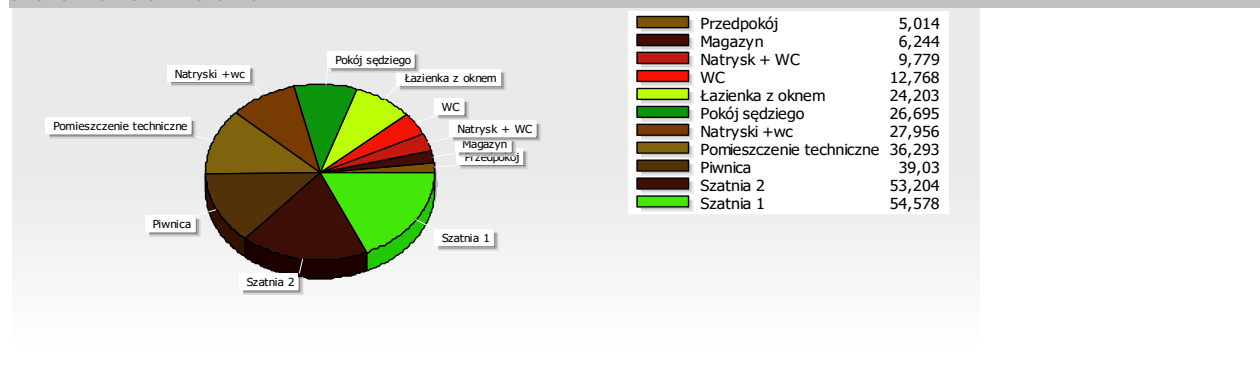 Pokój sędziego
Natryski +wc
Łazienka z oknem
WC
Pomieszczenie techniczne
Natrysk + WC
Magazyn
Przedpokój
Piwnica
Szatnia 1
Szatnia 2
Przedpokój 5,014
Magazyn 6,244
Natrysk + WC 9,779
WC 12,768
Łazienka z oknem 24,203
Pokój sędziego 26,695
Natryski +wc 27,956
Pomieszczenie techniczne 36,293
Piwnica 39,03
Szatnia 2 53,204
Szatnia 1 54,578